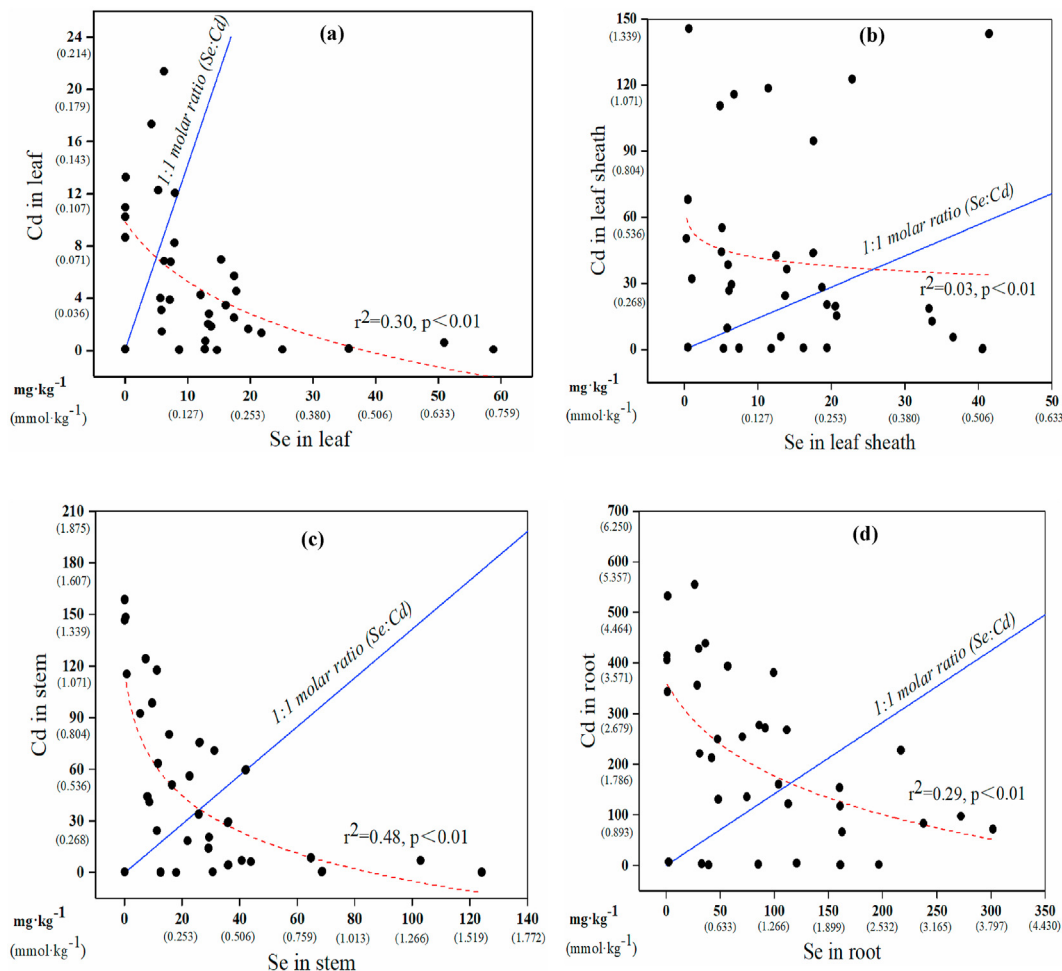 (a)
24
(0.214)
20
(0.179)
16
(0.143)
12
(0.107)
8
(0.071)
4
(0.036)
0
Cd in leaf
1:1 molar ratio (Se:Cd)
r²=0.30, p<0.01
mg·kg⁻¹ 0 10 20 30 40 50 60
(mmol·kg⁻¹) (0.127) (0.253) (0.380) (0.506) (0.633) (0.759)
Se in leaf
(b)
150
(1.339)
120
(1.071)
90
(0.804)
60
(0.536)
30
(0.268)
0
Cd in leaf sheath
1:1 molar ratio (Se:Cd)
r²=0.03, p<0.01
mg·kg⁻¹ 0 10 20 30 40 50
(mmol·kg⁻¹) (0.127) (0.253) (0.380) (0.506) (0.633)
Se in leaf sheath
(c)
210
(1.875)
180
(1.607)
150
(1.339)
120
(1.071)
90
(0.804)
60
(0.536)
30
(0.268)
0
Cd in stem
1:1 molar ratio (Se:Cd)
r²=0.48, p<0.01
mg·kg⁻¹ 0 20 40 60 80 100 120 140
(mmol·kg⁻¹) (0.253) (0.506) (0.759) (1.013) (1.266) (1.519) (1.772)
Se in stem
(d)
700
(6.250)
600
(5.357)
500
(4.464)
400
(3.571)
300
(2.679)
200
(1.786)
100
(0.893)
0
Cd in root
1:1 molar ratio (Se:Cd)
r²=0.29, p<0.01
mg·kg⁻¹ 0 50 100 150 200 250 300 350
(mmol·kg⁻¹) (0.633) (1.266) (1.899) (2.532) (3.165) (3.797) (4.430)
Se in root